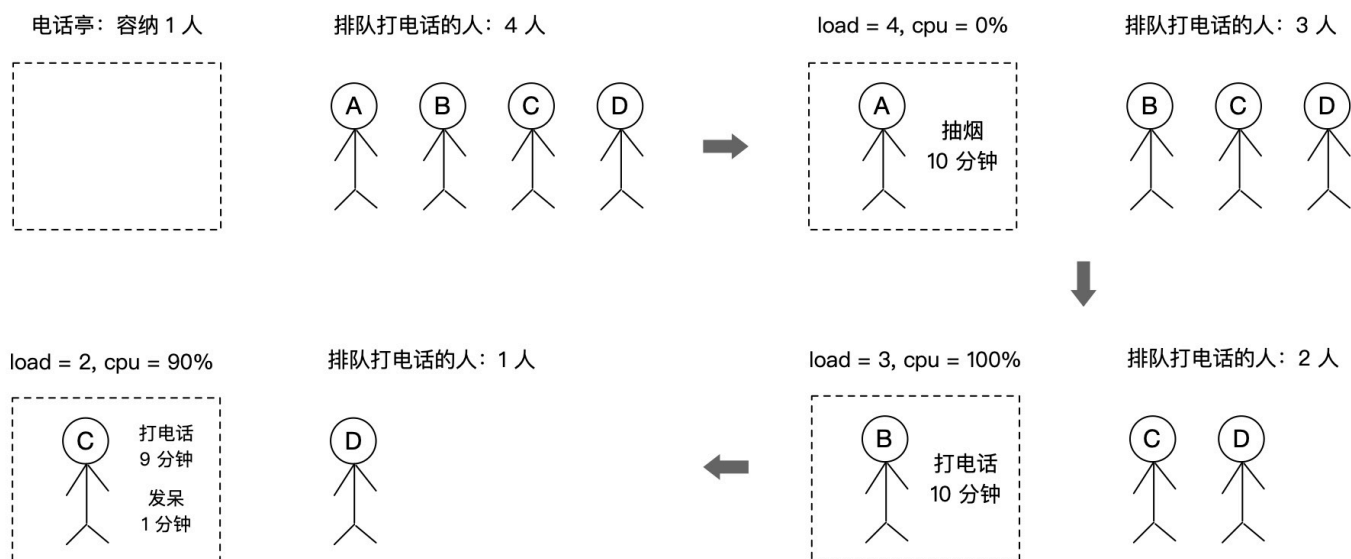 电话亭：容纳 1 人
排队打电话的人：4 人
A
B
C
D
load = 4, cpu = 0%
排队打电话的人：3 人
A
抽烟
10 分钟
B
C
D
load = 3, cpu = 100%
排队打电话的人：2 人
B
打电话
10 分钟
C
D
load = 2, cpu = 90%
排队打电话的人：1 人
C
打电话
9 分钟
发呆
1 分钟
D